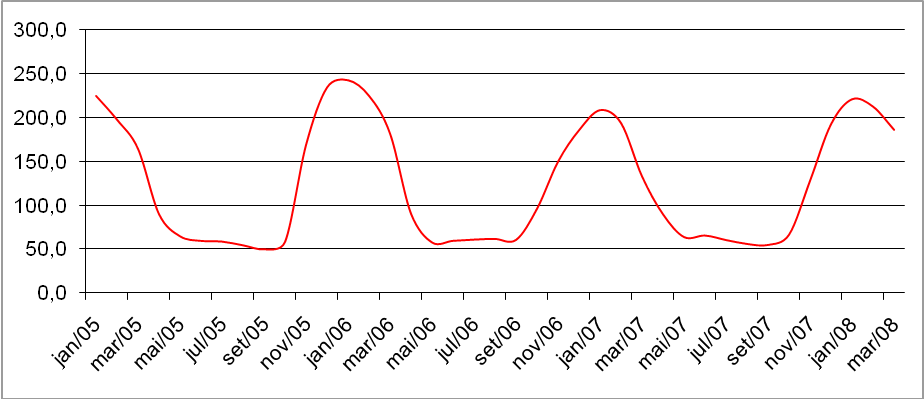 300,0
250,0
200,0
150,0
100,0
50,0
0,0
jan/05
mar/05
mai/05
jul/05
set/05
nov/05
jan/06
mar/06
mai/06
jul/06
set/06
nov/06
jan/07
mar/07
mai/07
jul/07
set/07
nov/07
jan/08
mar/08